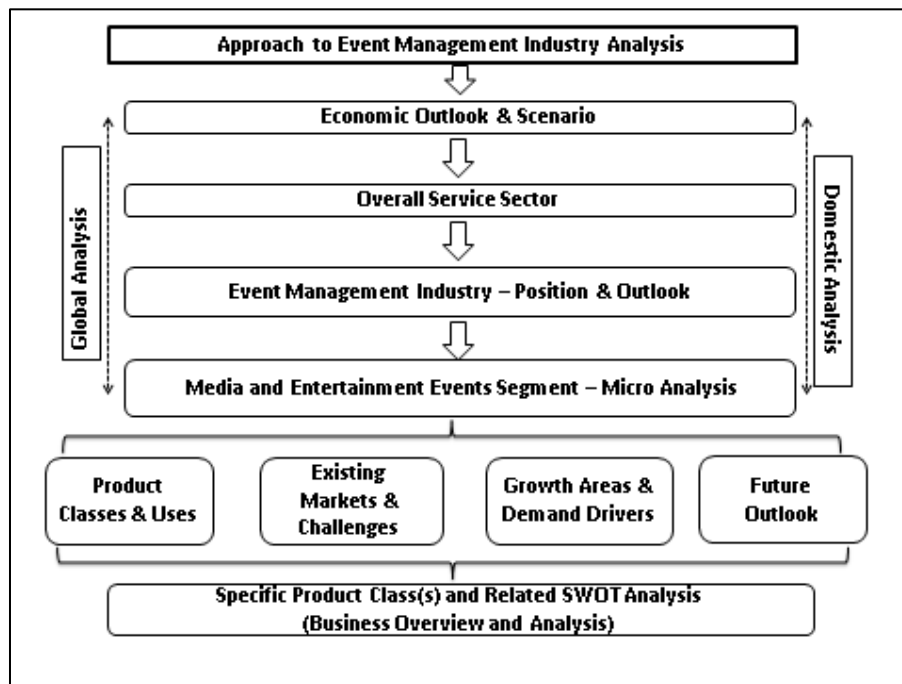 Approach to Event Management Industry Analysis
Economic Outlook & Scenario
Overall Service Sector
Event Management Industry – Position & Outlook
Media and Entertainment Events Segment – Micro Analysis
Global Analysis
Domestic Analysis
Product
Classes & Uses
Existing
Markets &
Challenges
Growth Areas &
Demand Drivers
Future
Outlook
Specific Product Class(s) and Related SWOT Analysis
(Business Overview and Analysis)